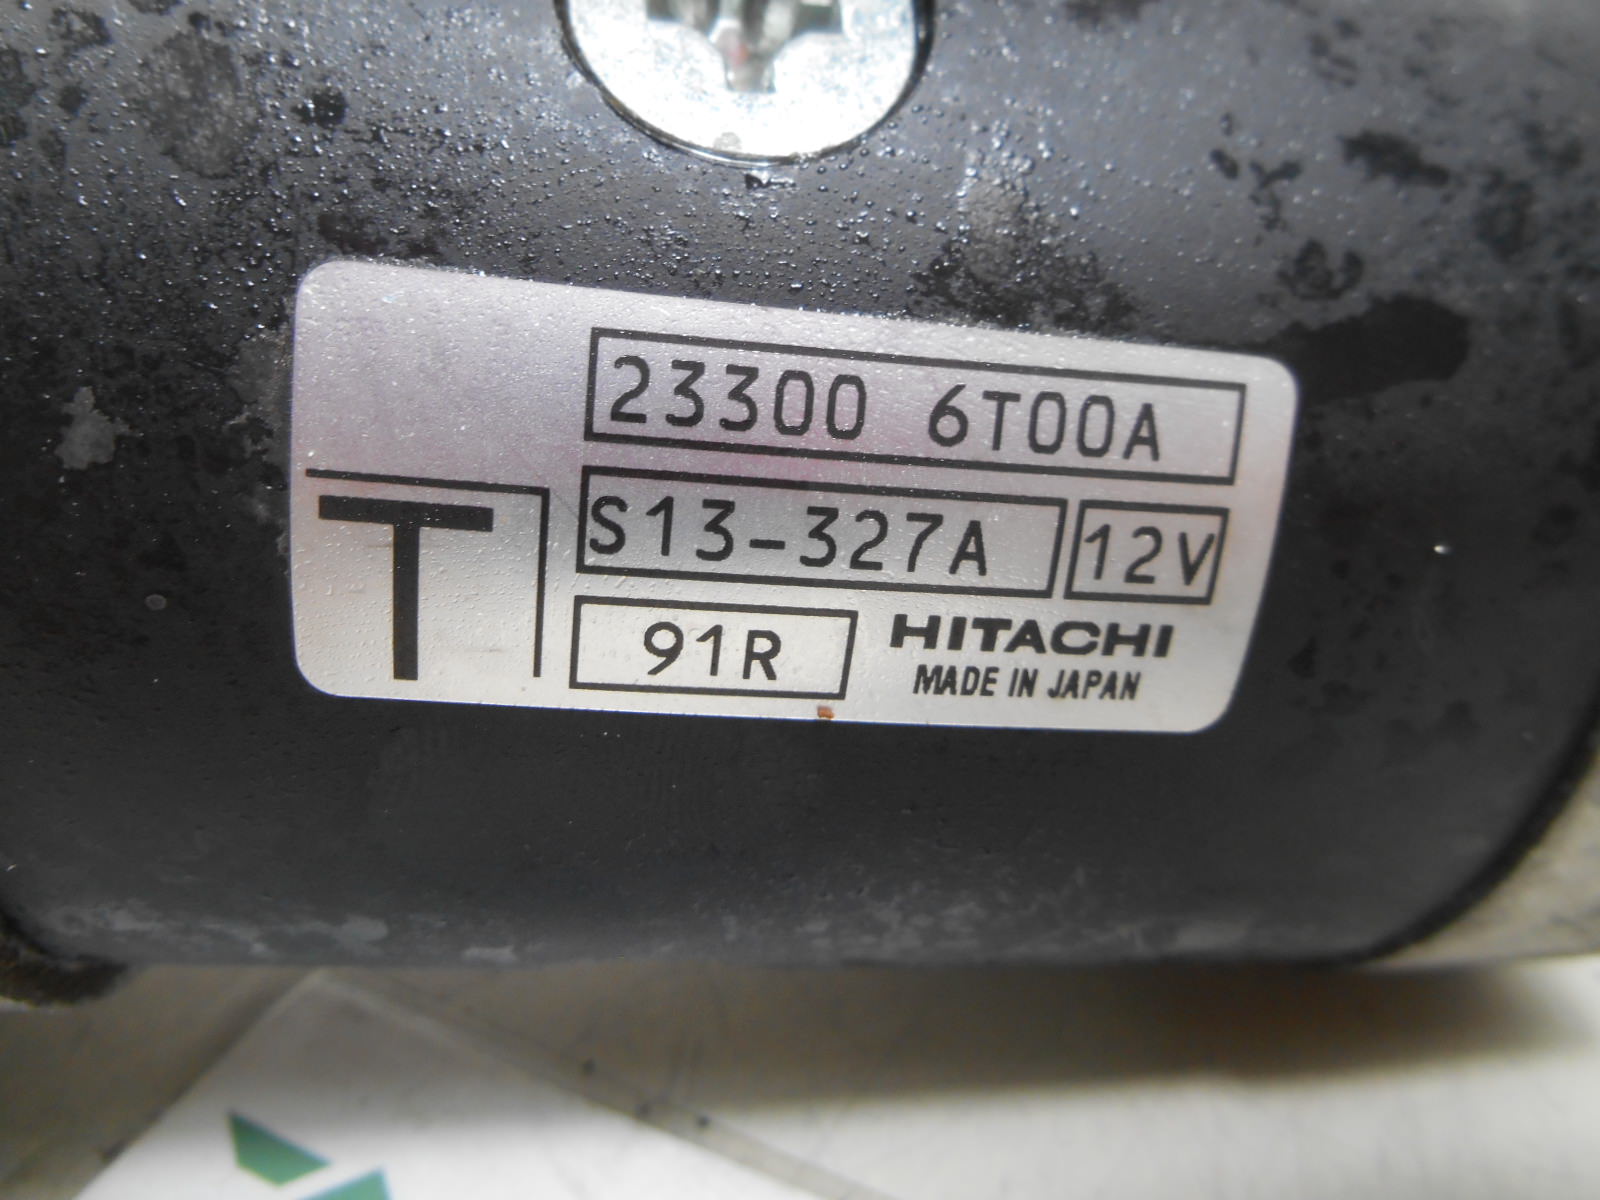 23300 6T00A
S13-327A 12V
T
91R HITACHI
MADE IN JAPAN